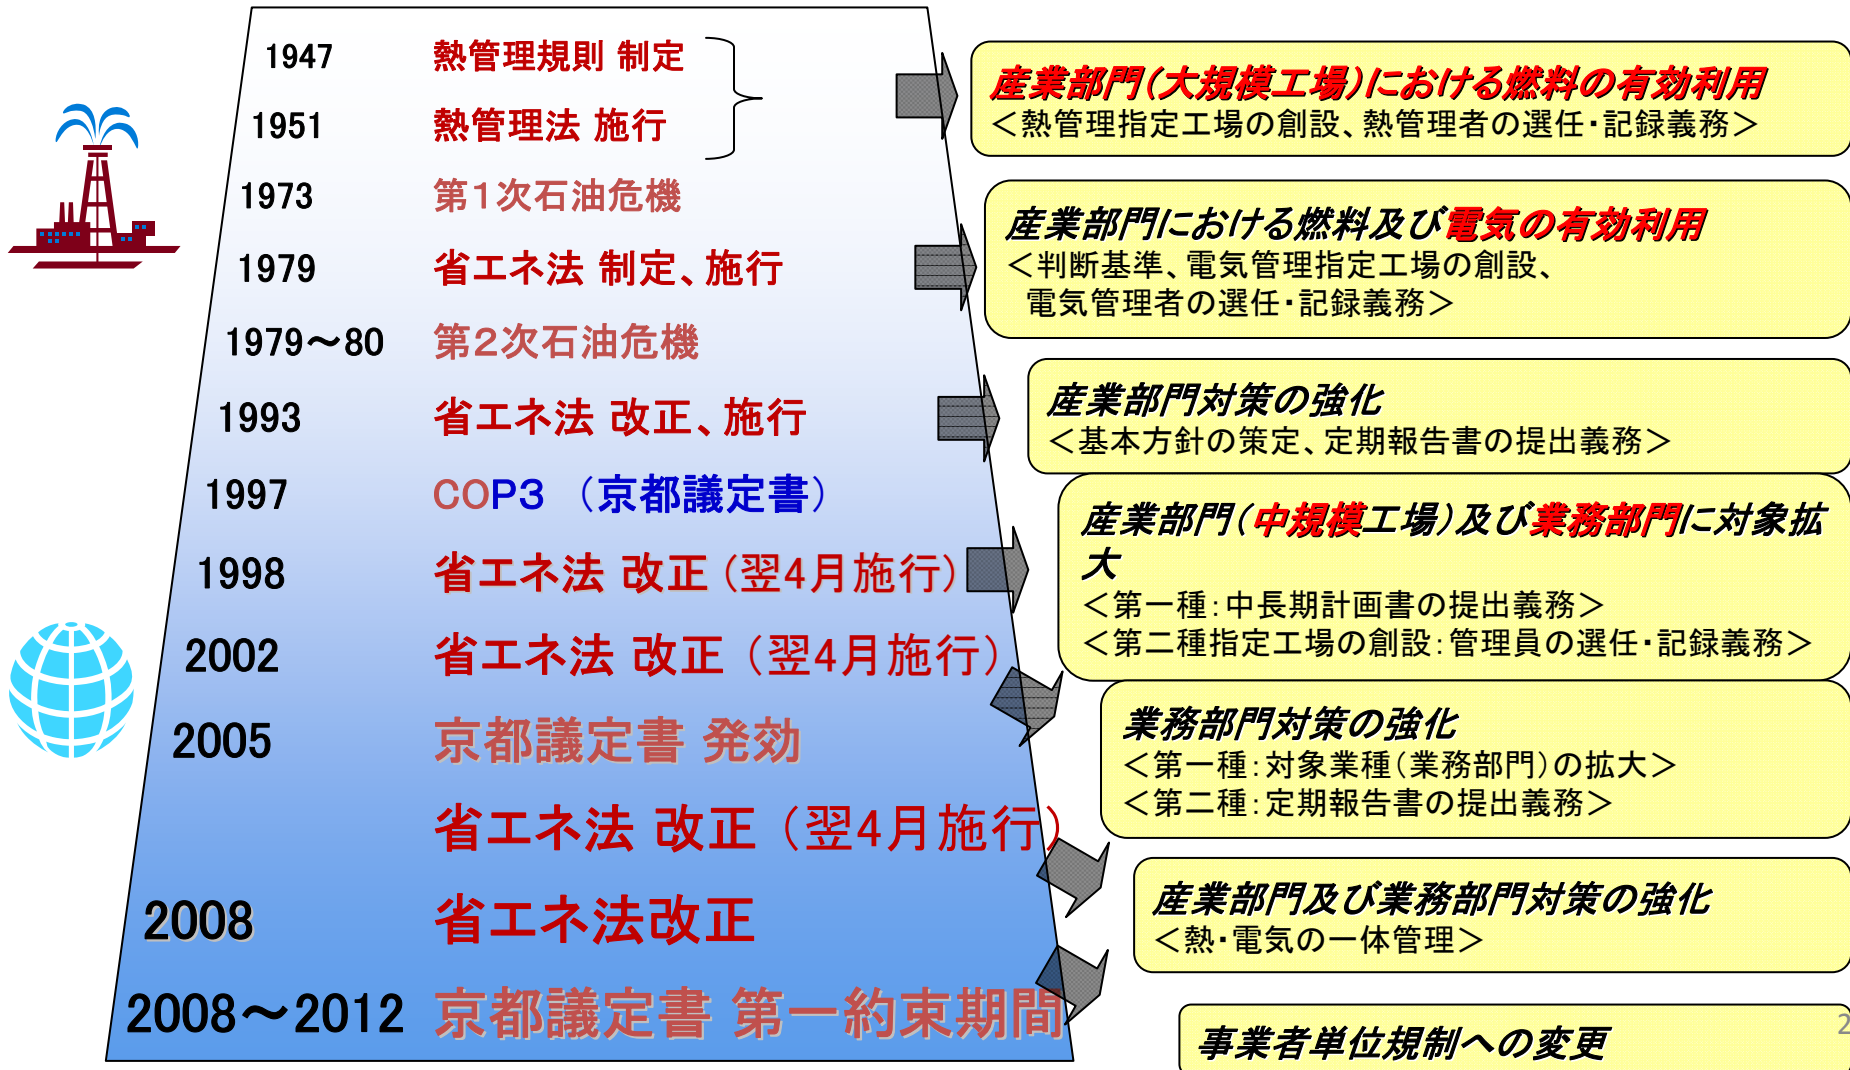 1947 熱管理規則 制定
1951 熱管理法 施行
1973 第1次石油危機
1979 省エネ法 制定、施行
1979～80 第2次石油危機
1993 省エネ法 改正、施行
1997 COP3 （京都議定書）
1998 省エネ法 改正（翌4月施行）
2002 省エネ法 改正（翌4月施行）
2005 京都議定書 発効
省エネ法 改正（翌4月施行）
2008 省エネ法改正
2008～2012 京都議定書 第一約束期間
産業部門（大規模工場）における燃料の有効利用
＜熱管理指定工場の創設、熱管理者の選任・記録義務＞
産業部門における燃料及び電気の有効利用
＜判断基準、電気管理指定工場の創設、
電気管理者の選任・記録義務＞
産業部門対策の強化
＜基本方針の策定、定期報告書の提出義務＞
産業部門（中規模工場）及び業務部門に対象拡
大
＜第一種：中長期計画書の提出義務＞
＜第二種指定工場の創設：管理員の選任・記録義務＞
業務部門対策の強化
＜第一種：対象業種（業務部門）の拡大＞
＜第二種：定期報告書の提出義務＞
産業部門及び業務部門対策の強化
＜熱・電気の一体管理＞
事業者単位規制への変更
2